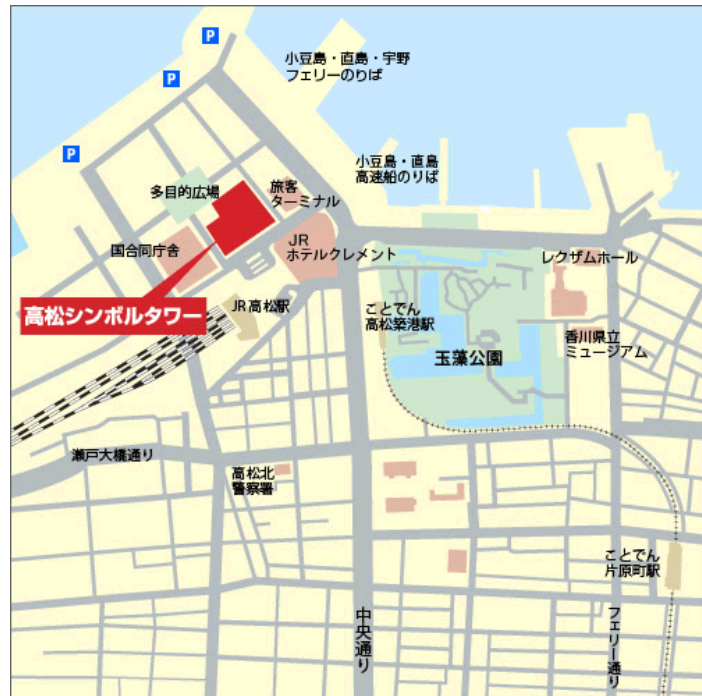 P
小豆島・直島・宇野
フェリーのりば
P
P
小豆島・直島
高速船のりば
多目的広場
旅客
ターミナル
国合同庁舎
JR
ホテルクレメント
レクザムホール
高松シンボルタワー
JR高松駅
ことでん
高松築港駅
香川県立
ミュージアム
玉藻公園
瀬戸大橋通り
高松北
警察署
ことでん
片原町駅
中央通り
フェリー通り